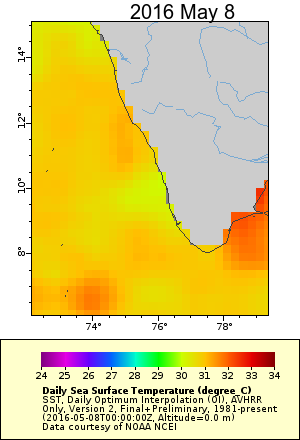 2016 May 8
14°
12°
10°
8°
74° 76° 78°
24 25 26 27 28 29 30 31 32 33 34
Daily Sea Surface Temperature (degree_C)
SST, Daily Optimum Interpolation (OI), AVHRR
Only, Version 2, Final+Preliminary, 1981-present
(2016-05-08T00:00:00Z, Altitude=0.0 m)
Data courtesy of NOAA NCEI